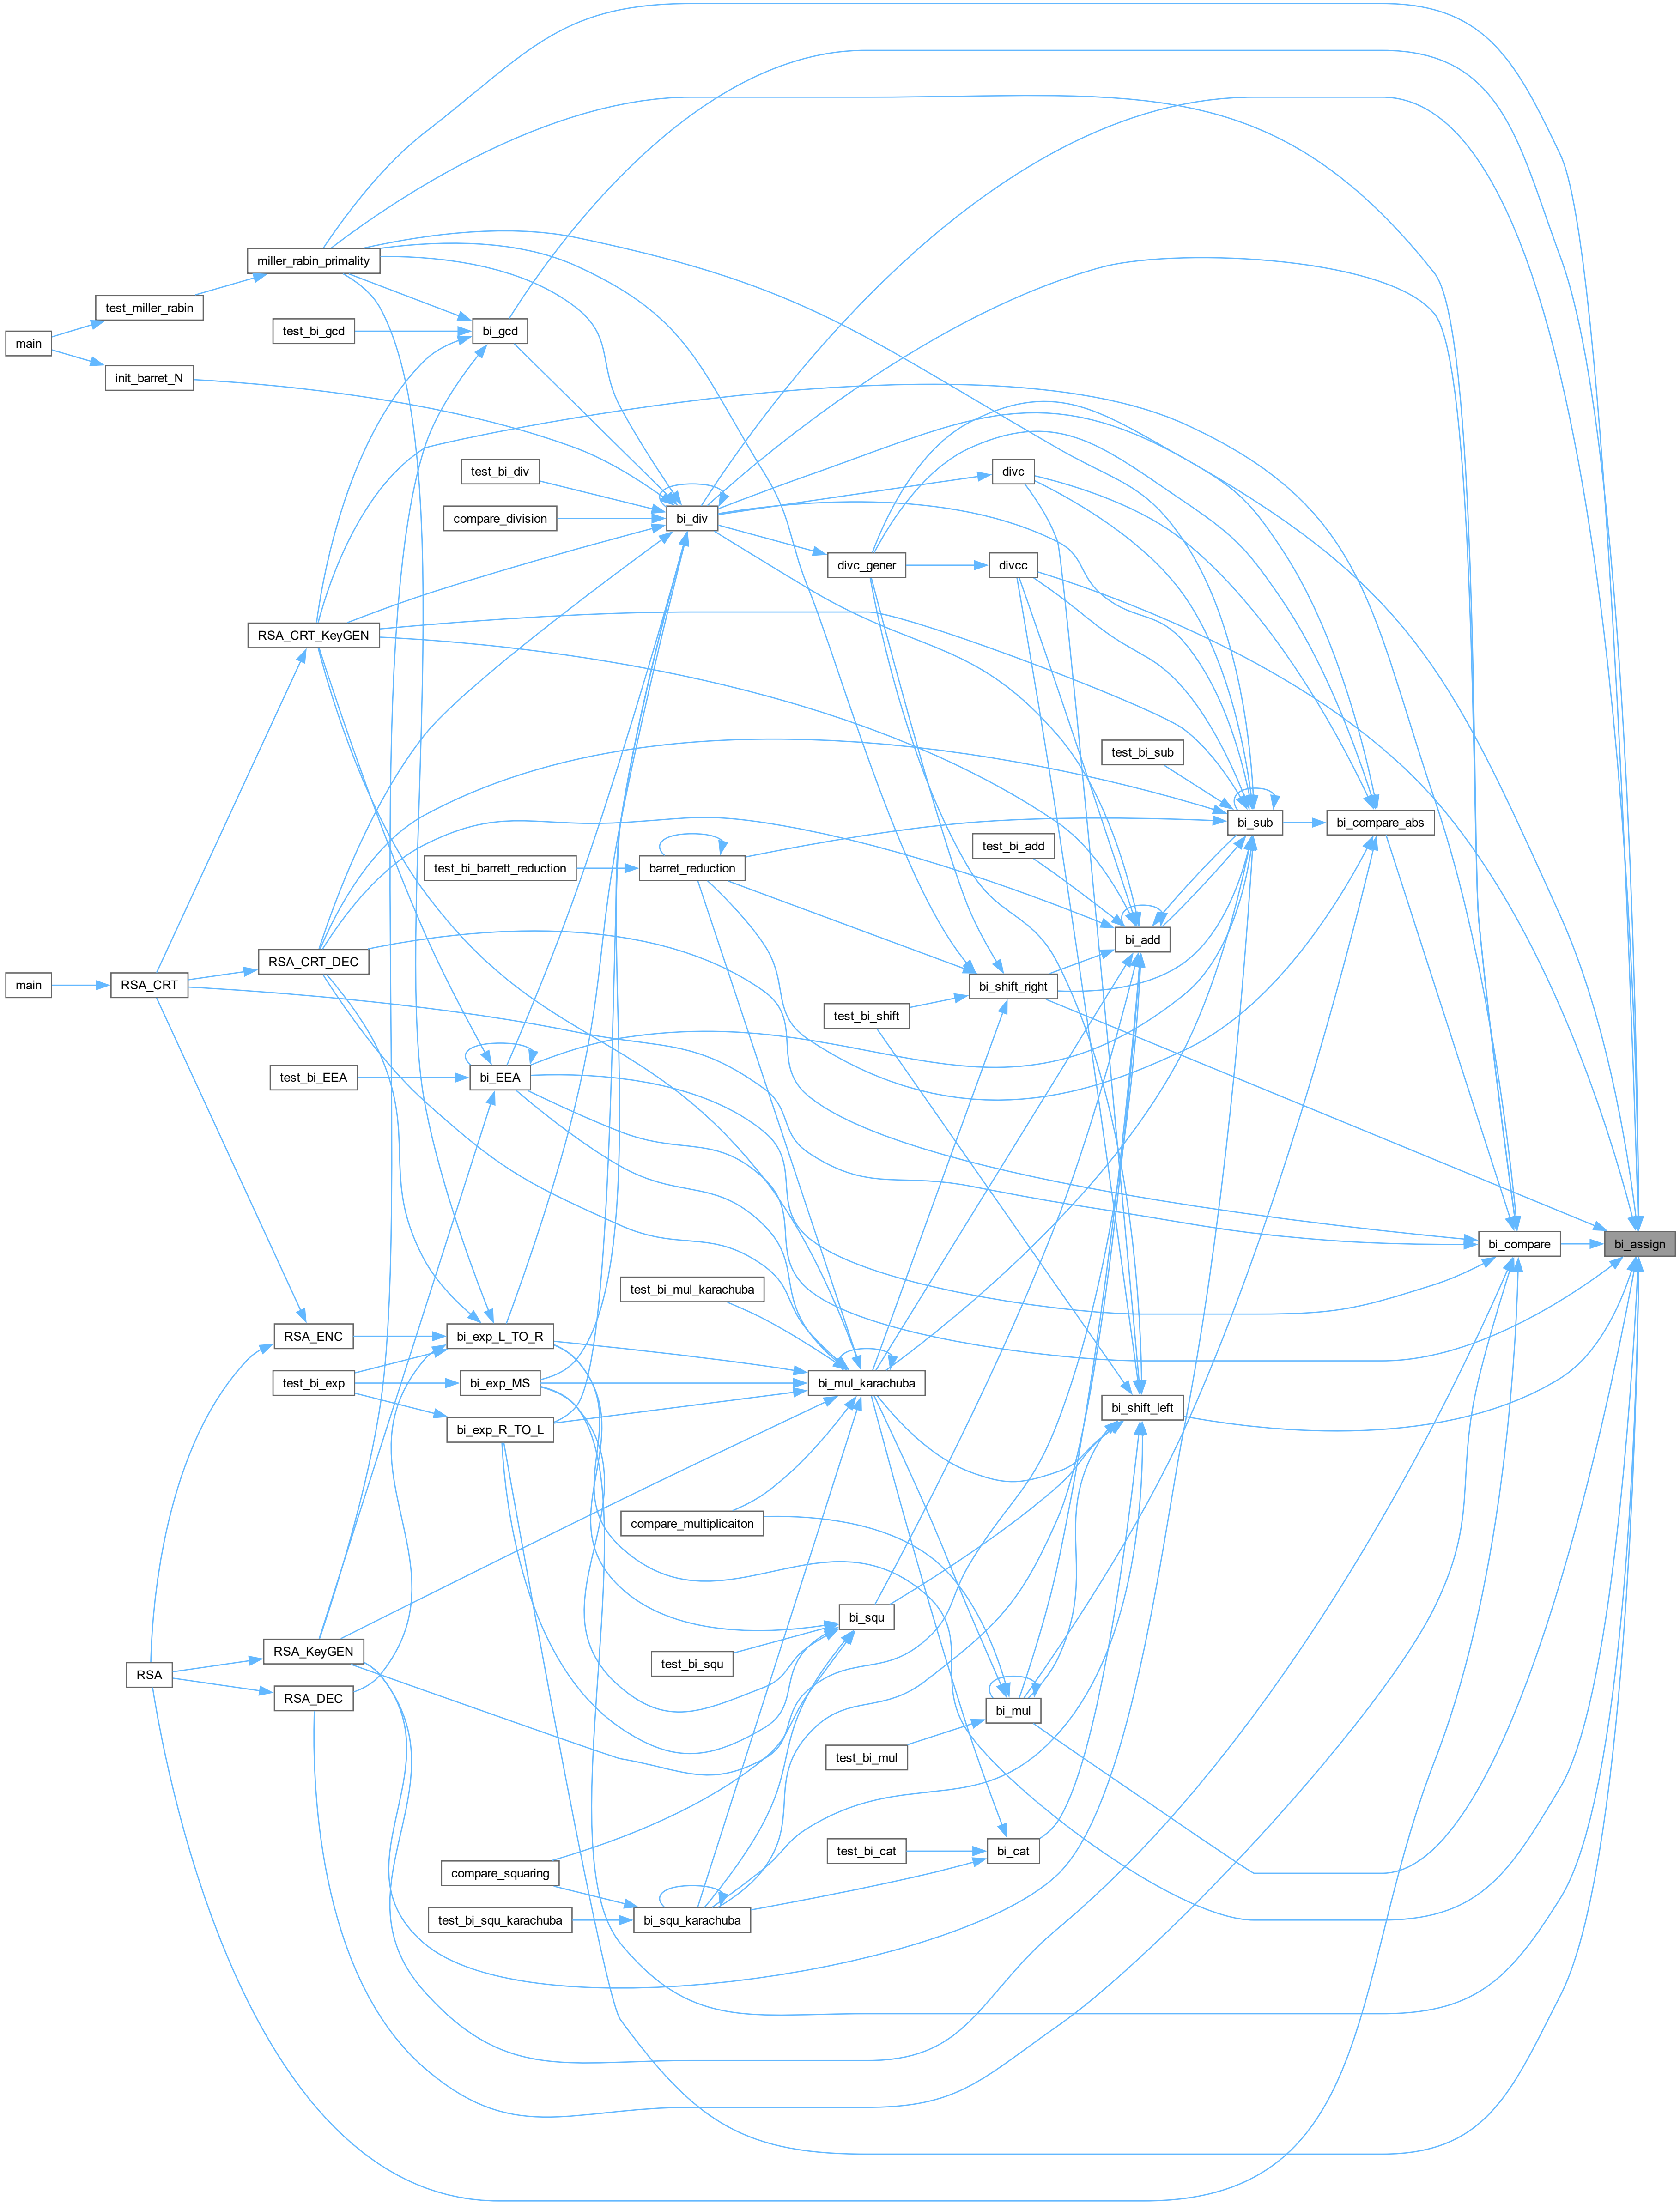 miller_rabin_primality
test_miller_rabin
test_bi_gcd
bi_gcd
main
init_barret_N
test_bi_div
divc
compare_division
bi_div
divc_gener
divcc
RSA_CRT_KeyGEN
test_bi_sub
bi_sub
bi_compare_abs
test_bi_add
test_bi_barrett_reduction
barret_reduction
bi_add
RSA_CRT_DEC
main
RSA_CRT
bi_shift_right
test_bi_shift
test_bi_EEA
bi_EEA
bi_compare
bi_assign
test_bi_mul_karachuba
RSA_ENC
bi_exp_L_TO_R
test_bi_exp
bi_exp_MS
bi_mul_karachuba
bi_shift_left
bi_exp_R_TO_L
compare_multiplicaiton
bi_squ
RSA_KeyGEN
test_bi_squ
RSA
RSA_DEC
bi_mul
test_bi_mul
test_bi_cat
bi_cat
compare_squaring
test_bi_squ_karachuba
bi_squ_karachuba